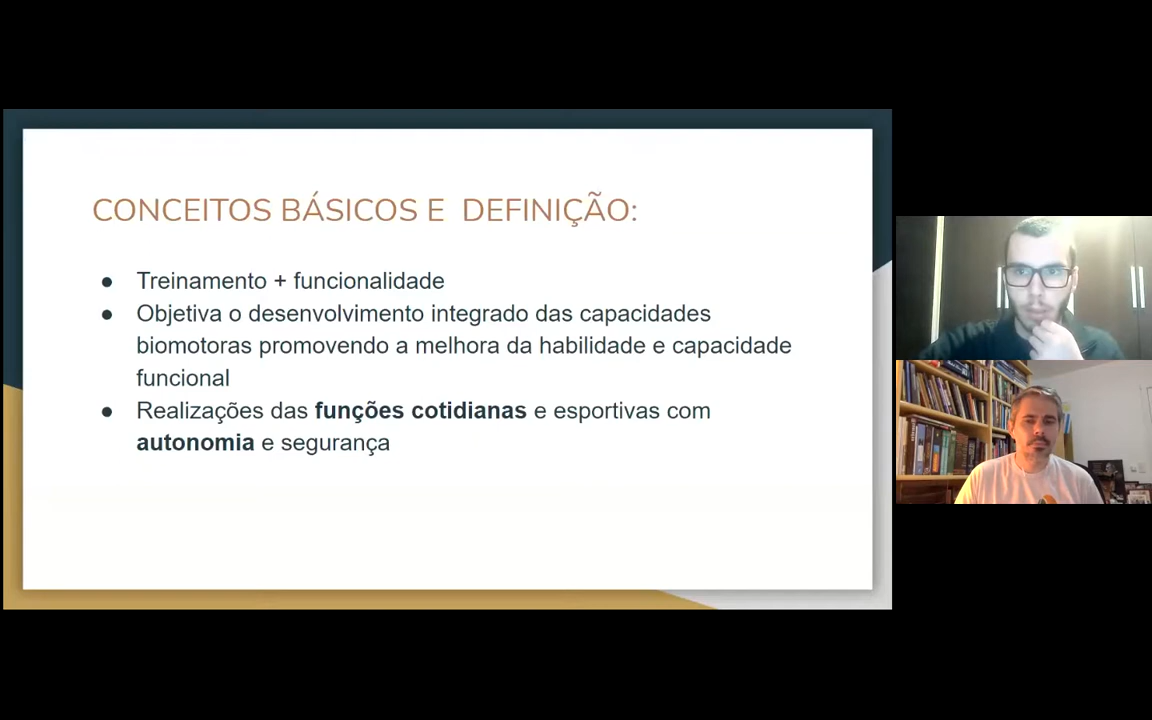 CONCEITOS BÁSICOS E  DEFINIÇÃO:
● Treinamento + funcionalidade
● Objetiva o desenvolvimento integrado das capacidades
biomotoras promovendo a melhora da habilidade e capacidade
funcional
● Realizações das funções cotidianas e esportivas com
autonomia e segurança